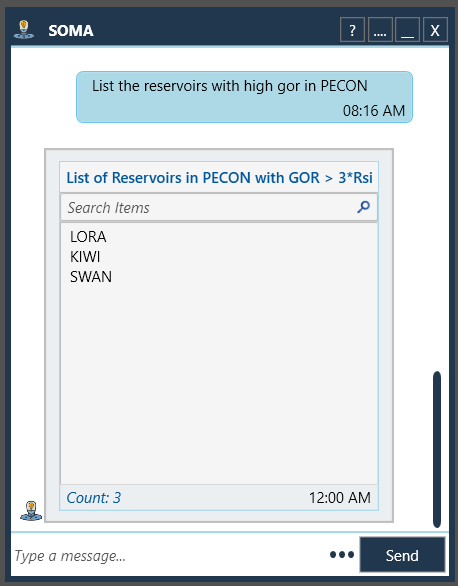 SOMA
? .... __ X
List the reservoirs with high gor in PECON
08:16 AM
List of Reservoirs in PECON with GOR > 3*Rsi
Search Items
LORA
KIWI
SWAN
Count: 3 12:00 AM
Type a message... ••• Send